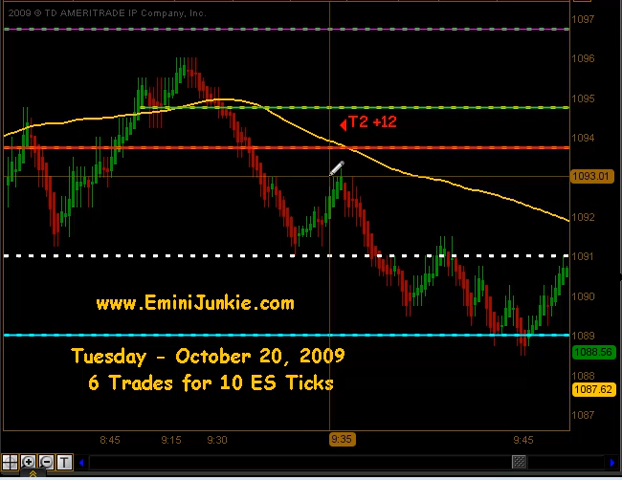 2009 © TD AMERITRADE IP Company, Inc.
1097
1096
1095
T2 +12
1094
1093.01
1092
1091
1090
1089
1088.56
1088
1087.62
1087
www.EminiJunkie.com
Tuesday - October 20, 2009
6 Trades for 10 ES Ticks
8:45 9:15 9:30 9:35 9:45
T